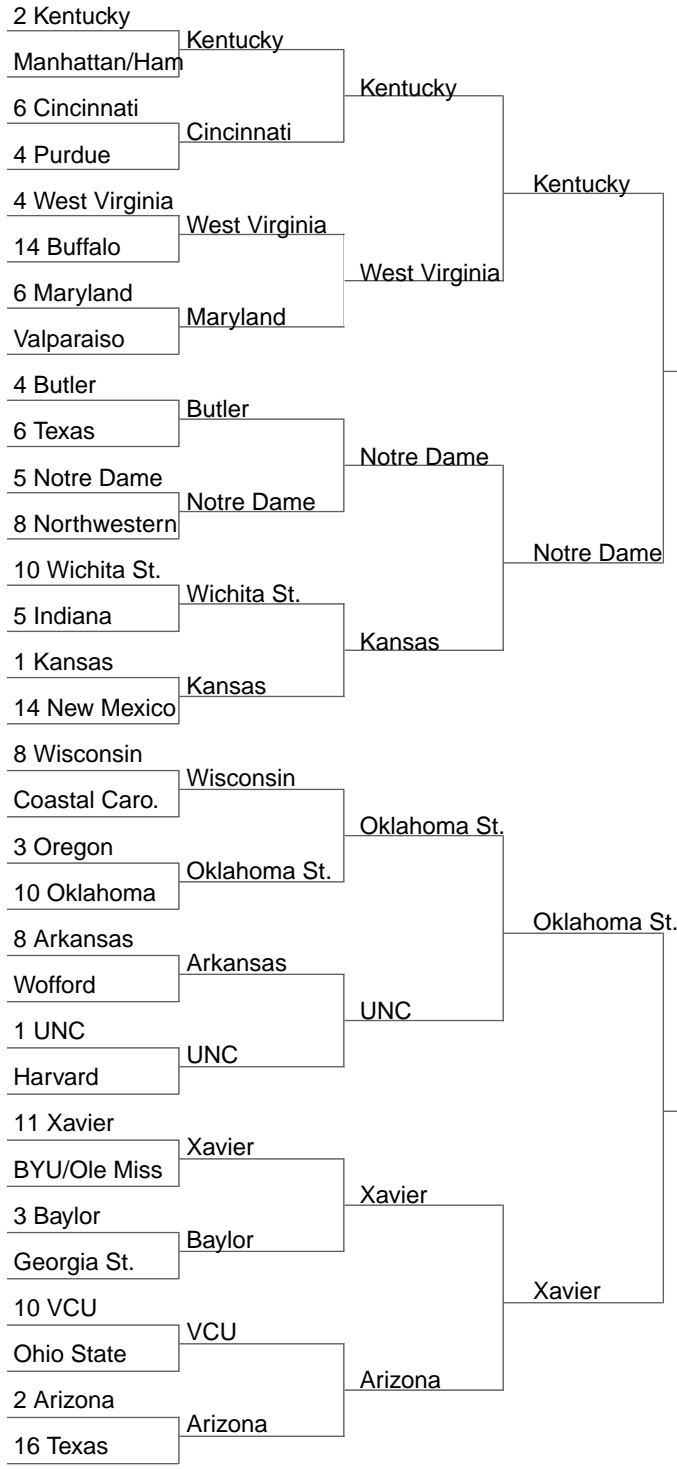 2 Kentucky
Manhattan/Ham
6 Cincinnati
4 Purdue
4 West Virginia
14 Buffalo
6 Maryland
Valparaiso
4 Butler
6 Texas
5 Notre Dame
8 Northwestern
10 Wichita St.
5 Indiana
1 Kansas
14 New Mexico
8 Wisconsin
Coastal Caro.
3 Oregon
10 Oklahoma
8 Arkansas
Wofford
1 UNC
Harvard
11 Xavier
BYU/Ole Miss
3 Baylor
Georgia St.
10 VCU
Ohio State
2 Arizona
16 Texas
Kentucky
Cincinnati
West Virginia
Maryland
Butler
Notre Dame
Wichita St.
Kansas
Wisconsin
Oklahoma St.
Arkansas
UNC
Xavier
Baylor
VCU
Arizona
Kentucky
West Virginia
Notre Dame
Kansas
Oklahoma St.
UNC
Xavier
Arizona
Kentucky
Notre Dame
Oklahoma St.
Xavier